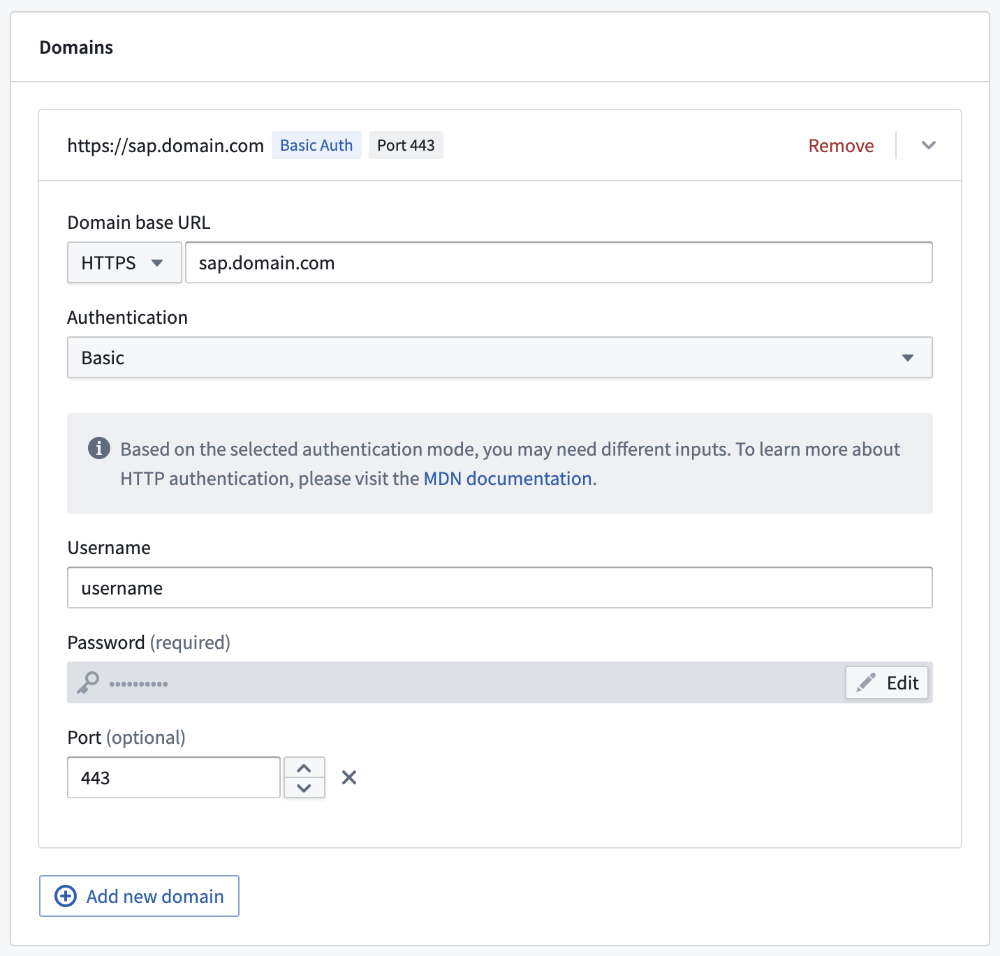 Domains
https://sap.domain.com Basic Auth Port 443 Remove
Domain base URL
HTTPS sap.domain.com
Authentication
Basic
Based on the selected authentication mode, you may need different inputs. To learn more about
HTTP authentication, please visit the MDN documentation.
Username
username
Password (required)
•••••••••• Edit
Port (optional)
443
Add new domain